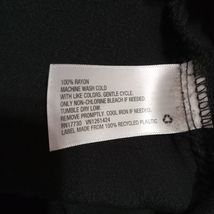 100% RAYON
MACHINE WASH COLD
WITH LIKE COLORS. GENTLE CYCLE.
ONLY NON-CHLORINE BLEACH IF NEEDED.
TUMBLE DRY LOW.
REMOVE PROMPTLY. COOL IRON IF NEEDED.
RN17730 VN1261424
LABEL MADE FROM 100% RECYCLED PLASTIC